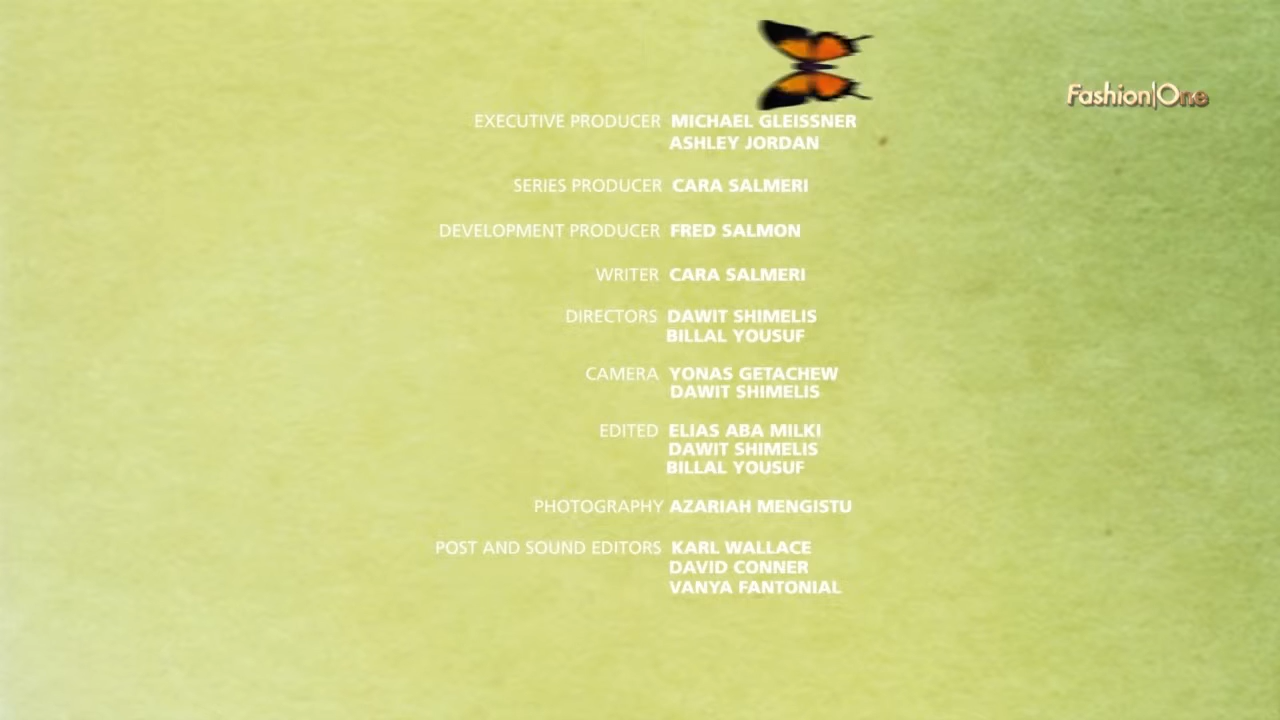 Fashion|One
EXECUTIVE PRODUCER MICHAEL GLEISSNER
ASHLEY JORDAN
SERIES PRODUCER CARA SALMERI
DEVELOPMENT PRODUCER FRED SALMON
WRITER CARA SALMERI
DIRECTORS DAWIT SHIMELIS
BILLAL YOUSUF
CAMERA YONAS GETACHEW
DAWIT SHIMELIS
EDITED ELIAS ABA MILKI
DAWIT SHIMELIS
BILLAL YOUSUF
PHOTOGRAPHY AZARIAH MENGISTU
POST AND SOUND EDITORS KARL WALLACE
DAVID CONNER
VANYA FANTONIAL